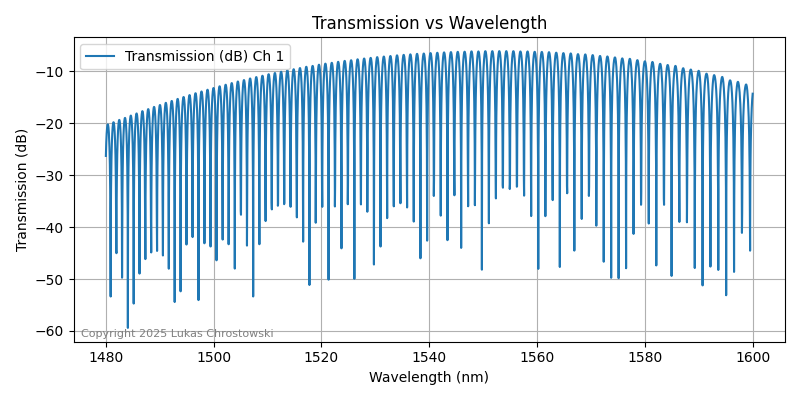 Transmission vs Wavelength
Transmission (dB) Ch 1
Transmission (dB)
−10
−20
−30
−40
−50
−60
Copyright 2025 Lukas Chrostowski
1480 1500 1520 1540 1560 1580 1600
Wavelength (nm)